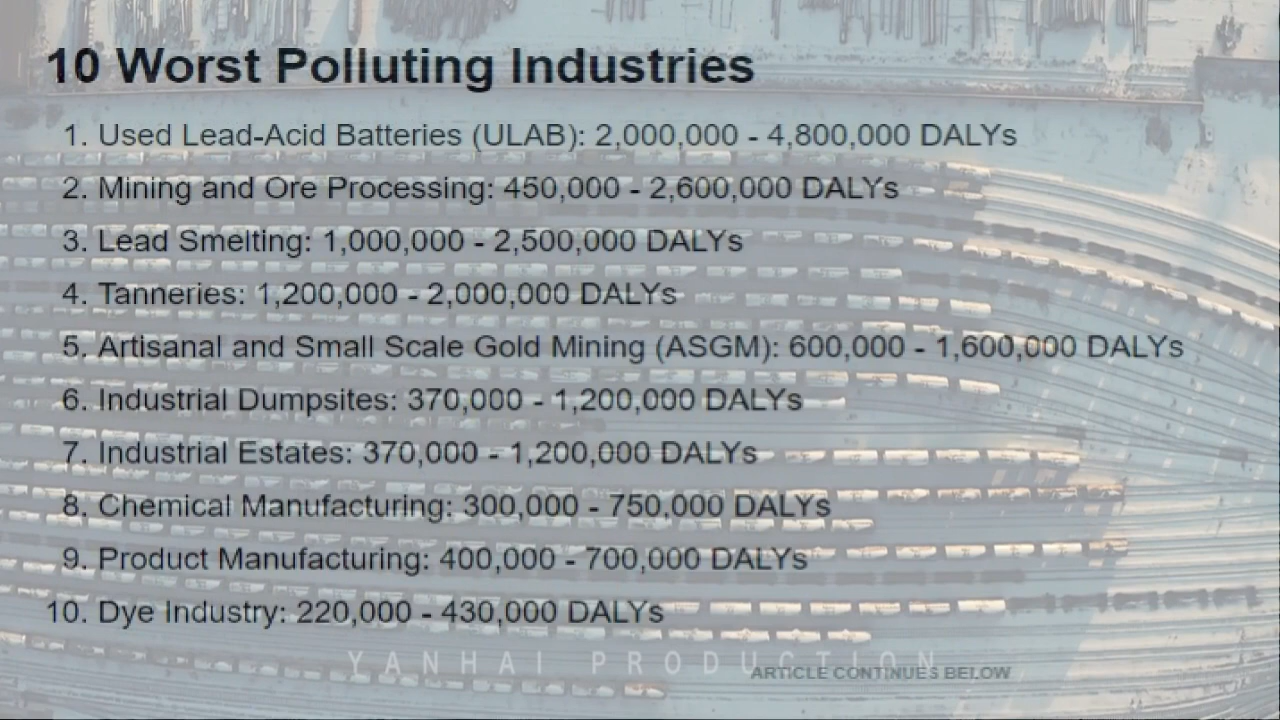 10 Worst Polluting Industries
1. Used Lead-Acid Batteries (ULAB): 2,000,000 - 4,800,000 DALYs
2. Mining and Ore Processing: 450,000 - 2,600,000 DALYs
3. Lead Smelting: 1,000,000 - 2,500,000 DALYs
4. Tanneries: 1,200,000 - 2,000,000 DALYs
5. Artisanal and Small Scale Gold Mining (ASGM): 600,000 - 1,600,000 DALYs
6. Industrial Dumpsites: 370,000 - 1,200,000 DALYs
7. Industrial Estates: 370,000 - 1,200,000 DALYs
8. Chemical Manufacturing: 300,000 - 750,000 DALYs
9. Product Manufacturing: 400,000 - 700,000 DALYs
10. Dye Industry: 220,000 - 430,000 DALYs
YANHAI PRODUCTION
ARTICLE CONTINUES BELOW